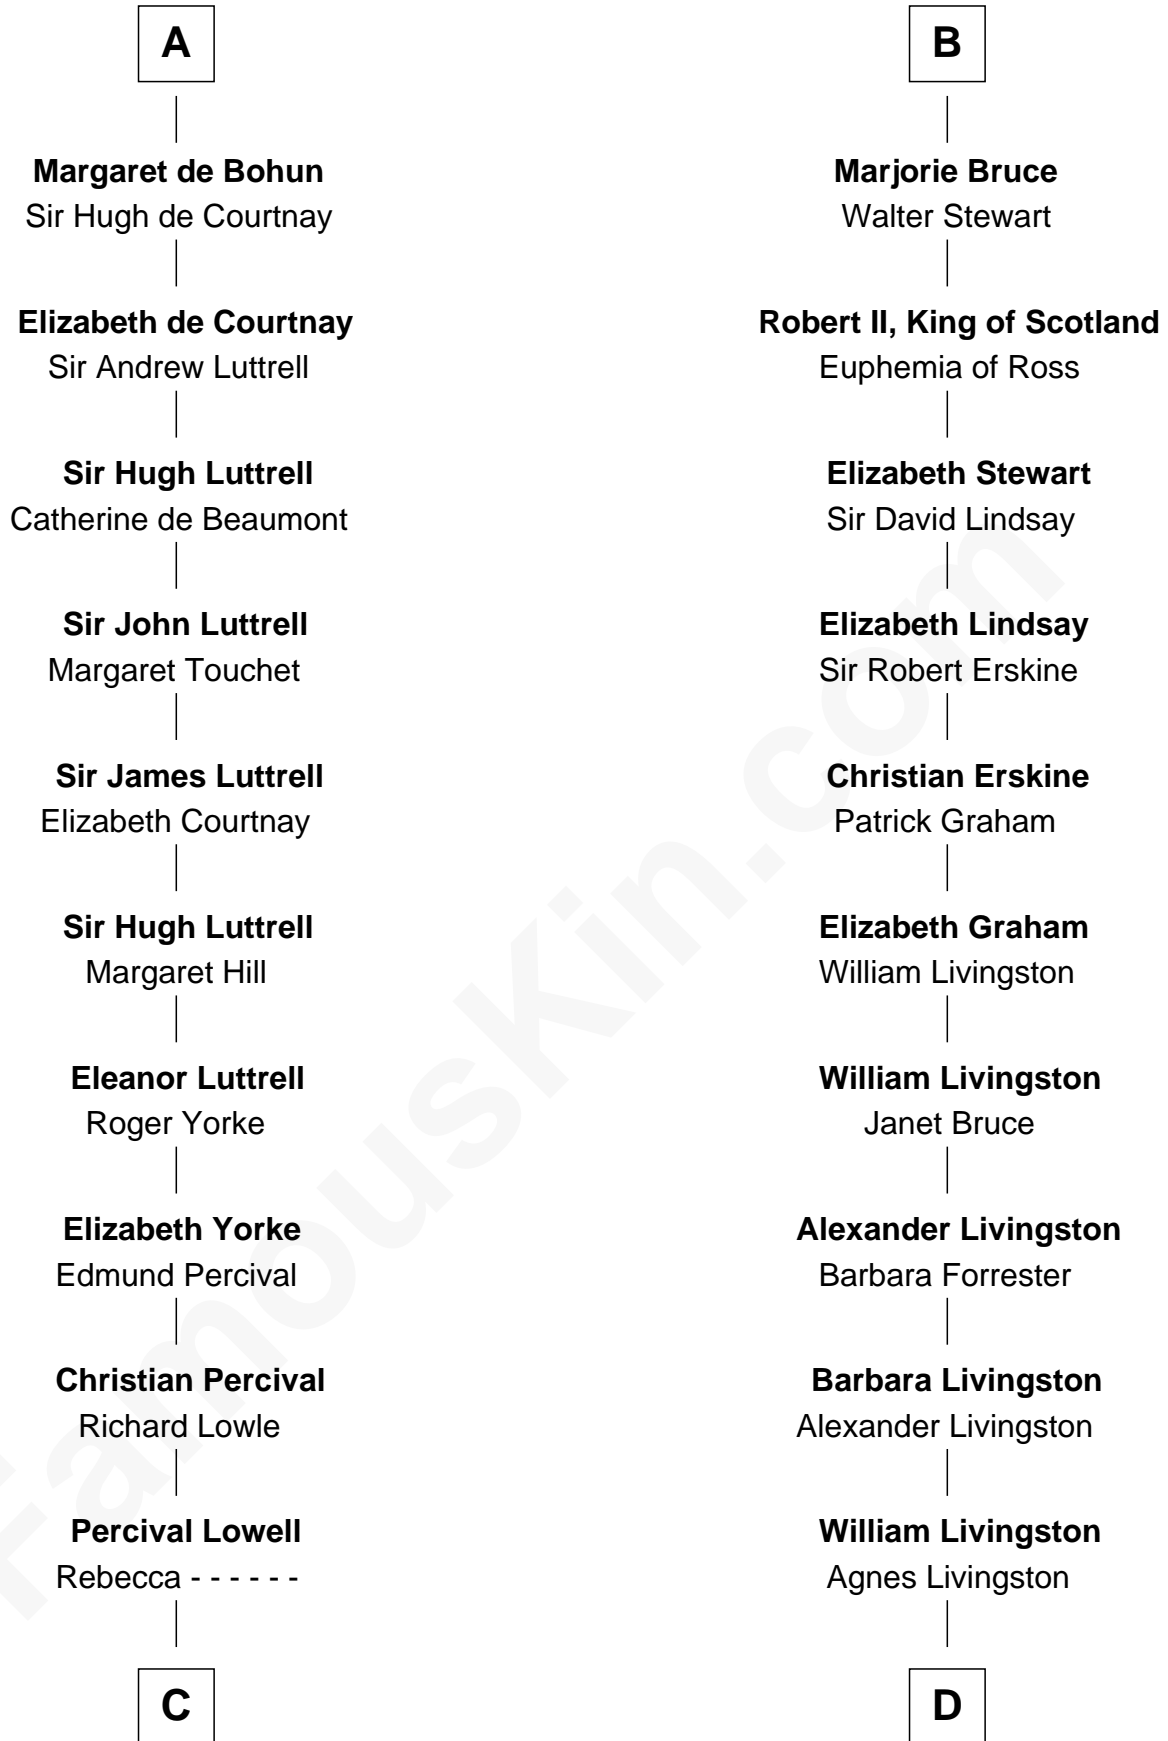 A
Margaret de Bohun
Sir Hugh de Courtnay
Elizabeth de Courtnay
Sir Andrew Luttrell
Sir Hugh Luttrell
Catherine de Beaumont
Sir John Luttrell
Margaret Touchet
Sir James Luttrell
Elizabeth Courtnay
Sir Hugh Luttrell
Margaret Hill
Eleanor Luttrell
Roger Yorke
Elizabeth Yorke
Edmund Percival
Christian Percival
Richard Lowle
Percival Lowell
Rebecca - - - - - -
C
B
Marjorie Bruce
Walter Stewart
Robert II, King of Scotland
Euphemia of Ross
Elizabeth Stewart
Sir David Lindsay
Elizabeth Lindsay
Sir Robert Erskine
Christian Erskine
Patrick Graham
Elizabeth Graham
William Livingston
William Livingston
Janet Bruce
Alexander Livingston
Barbara Forrester
Barbara Livingston
Alexander Livingston
William Livingston
Agnes Livingston
D
FamousKin.com